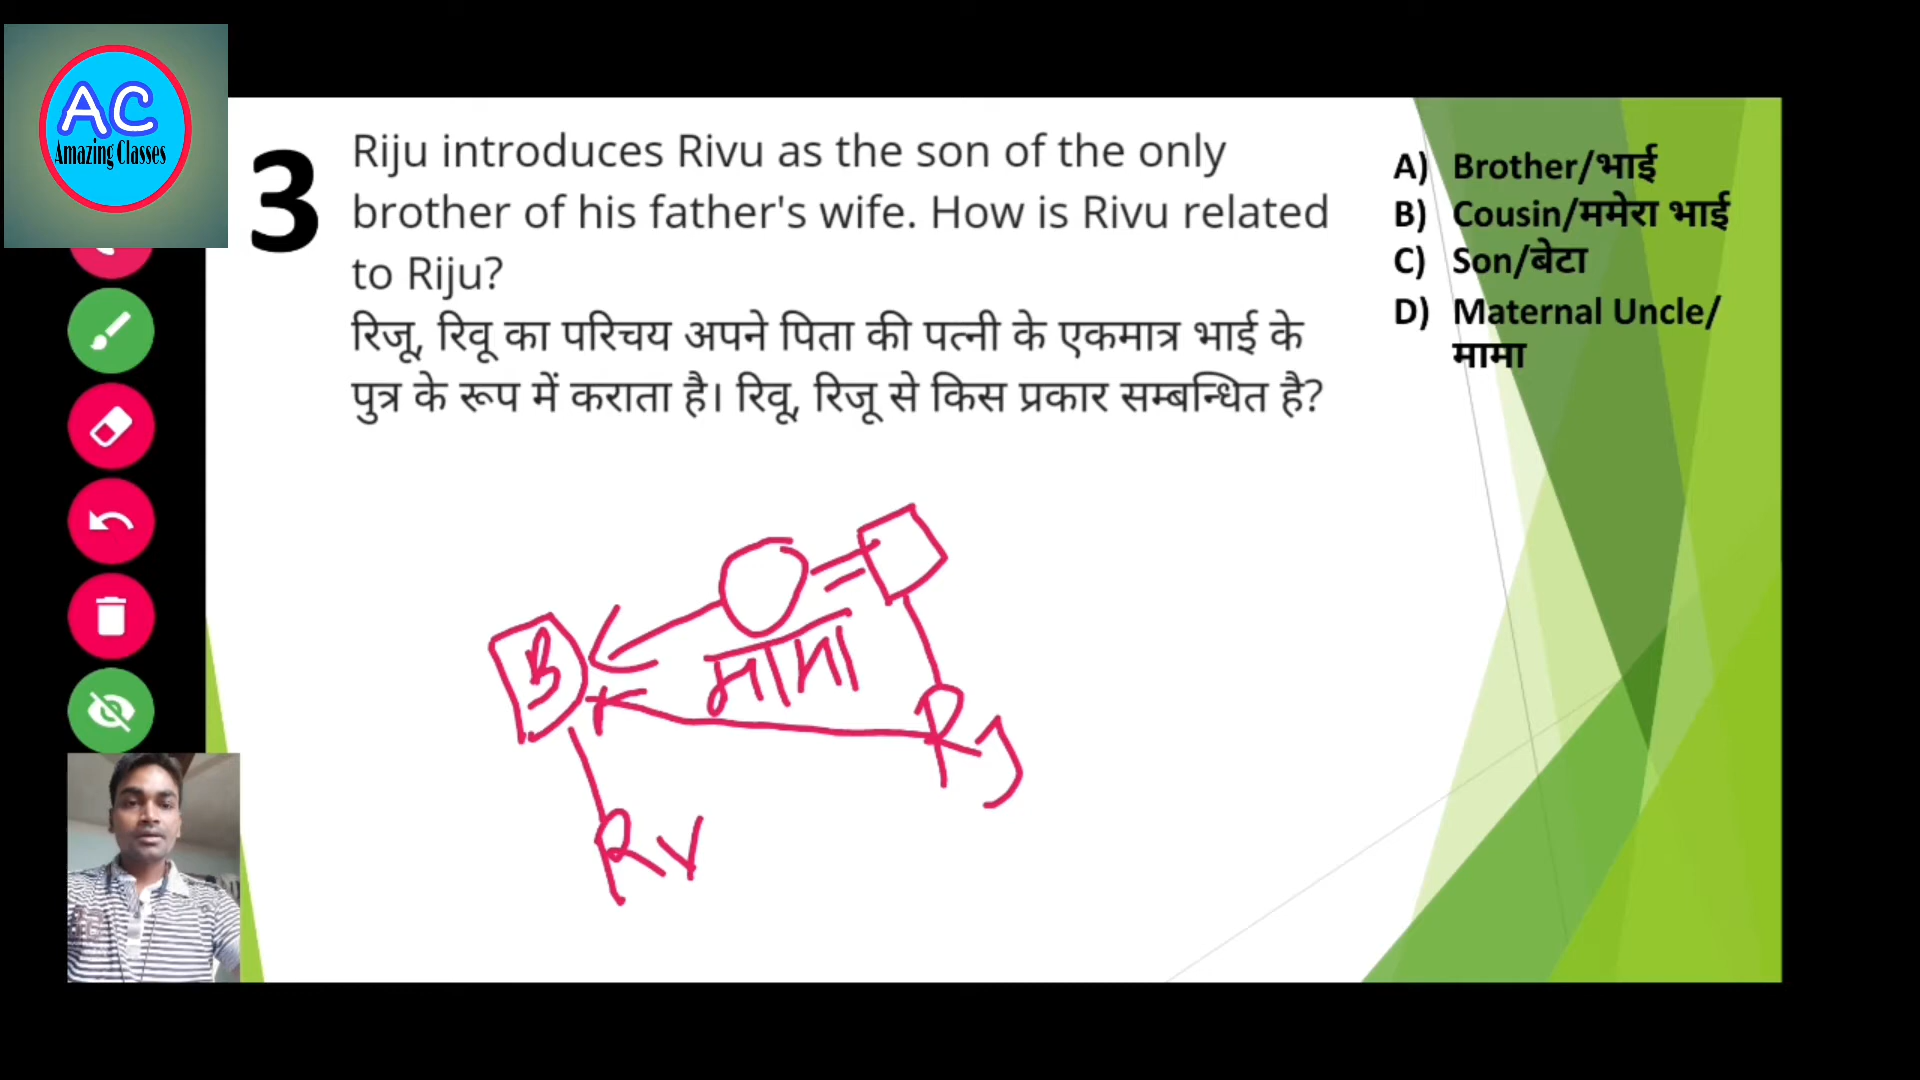 AC
Amazing Classes
3
Riju introduces Rivu as the son of the only
brother of his father's wife. How is Rivu related
to Riju?
रिजू, रिवू का परिचय अपने पिता की पत्नी के एकमात्र भाई के
पुत्र के रूप में कराता है। रिवू, रिजू से किस प्रकार सम्बन्धित है?
A) Brother/भाई
B) Cousin/ममेरा भाई
C) Son/बेटा
D) Maternal Uncle/
मामा
B
मामा
RJ
RV